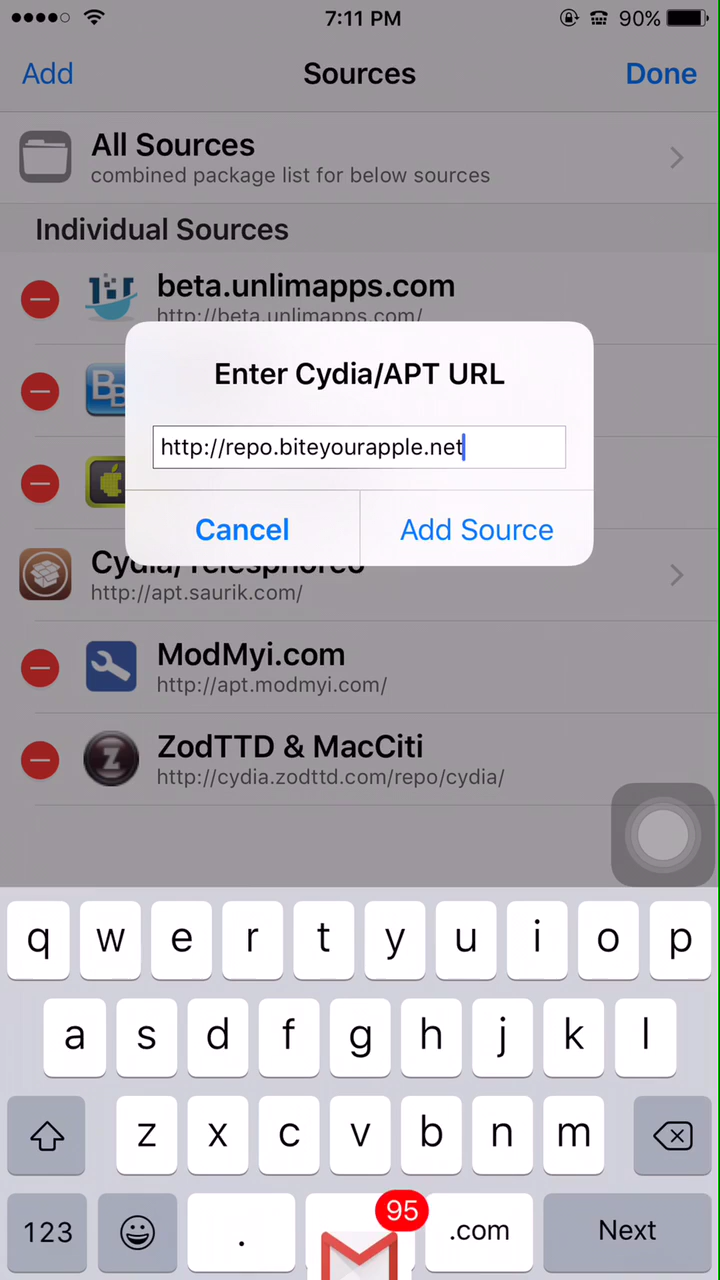 7:11 PM 90%
Add Sources Done
All Sources
combined package list for below sources
Individual Sources
beta.unlimapps.com
http://beta.unlimapps.com/
Enter Cydia/APT URL
http://repo.biteyourapple.net
Cancel Add Source
Cydia/Telesphoreo
http://apt.saurik.com/
ModMyi.com
http://apt.modmyi.com/
Z
ZodTTD & MacCiti
http://cydia.zodttd.com/repo/cydia/
q w e r t y u i o p
a s d f g h j k l
z x c v b n m
95
123 . .com Next